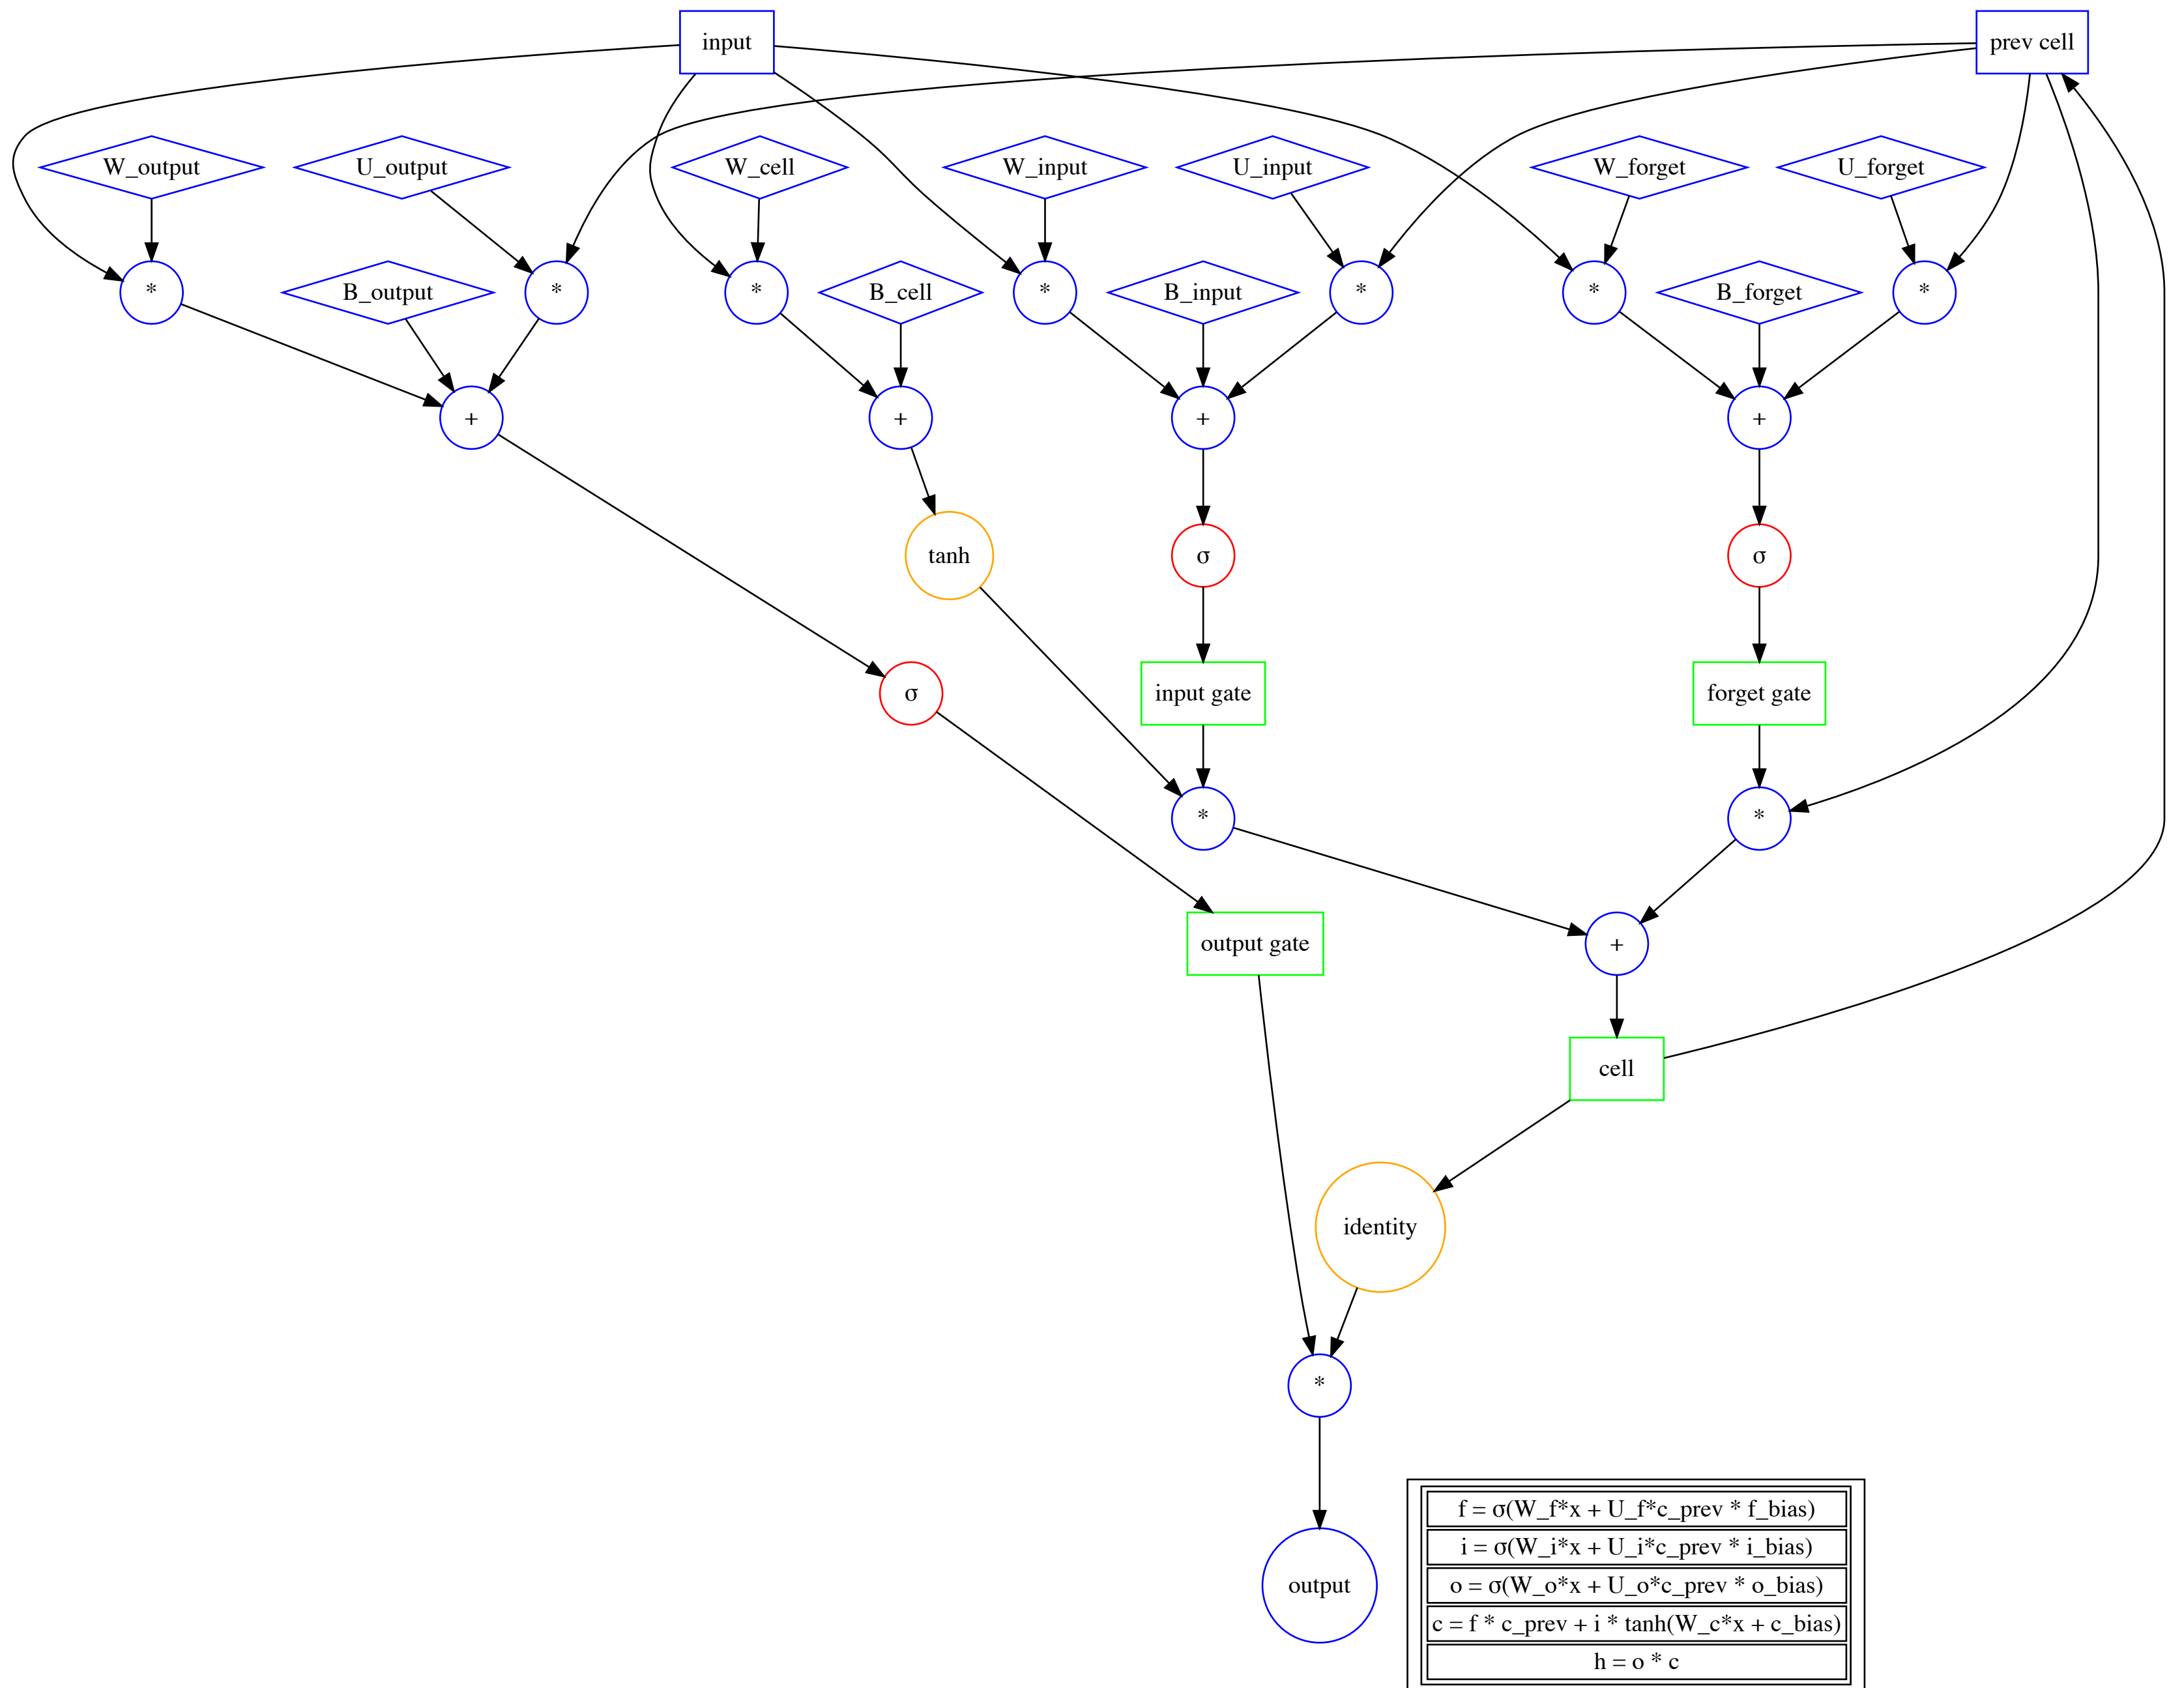 input
prev cell
W_output
U_output
W_cell
W_input
U_input
W_forget
U_forget
*
B_output
*
*
B_cell
*
B_input
*
*
B_forget
*
+
+
+
+
tanh
σ
σ
σ
input gate
forget gate
*
*
output gate
+
cell
identity
*
output
f = σ(W_f*x + U_f*c_prev * f_bias)
i = σ(W_i*x + U_i*c_prev * i_bias)
o = σ(W_o*x + U_o*c_prev * o_bias)
c = f * c_prev + i * tanh(W_c*x + c_bias)
h = o * c